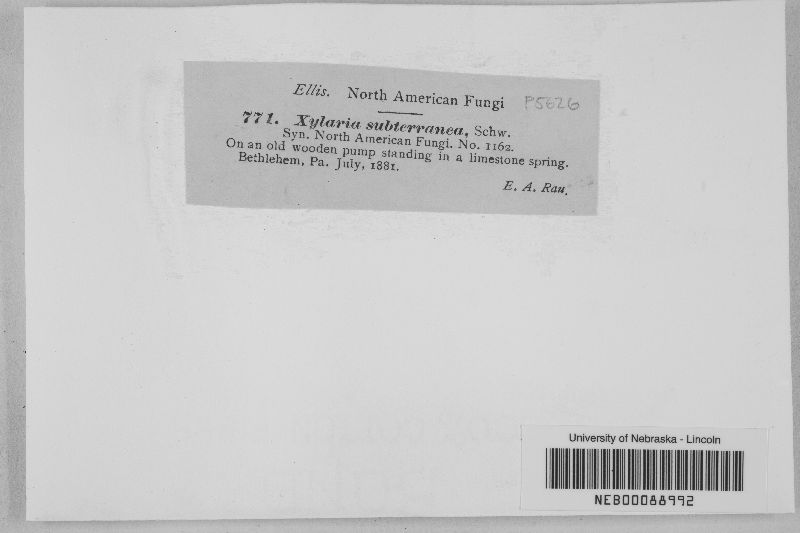 Ellis. North American Fungi P5626
771. Xylaria subterranea, Schw.
Syn. North American Fungi. No. 1162.
On an old wooden pump standing in a limestone spring.
Bethlehem, Pa. July, 1881.
E. A. Rau.
University of Nebraska - Lincoln
NEB00088992